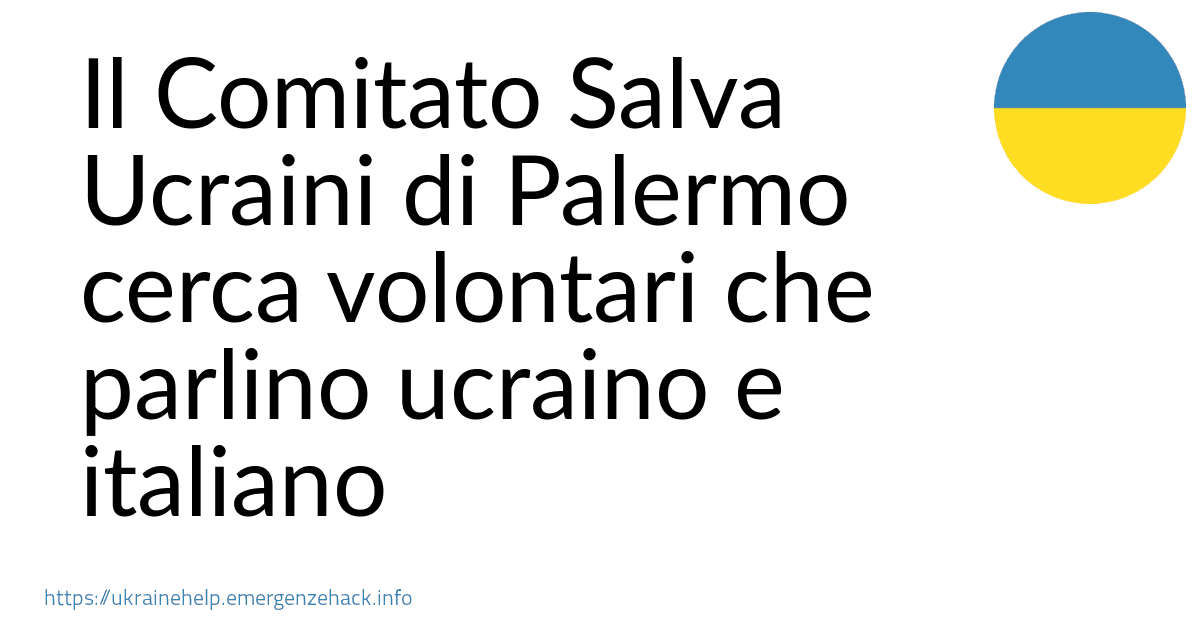 Il Comitato Salva
Ucraini di Palermo
cerca volontari che
parlino ucraino e
italiano
https://ukrainehelp.emergenzehack.info